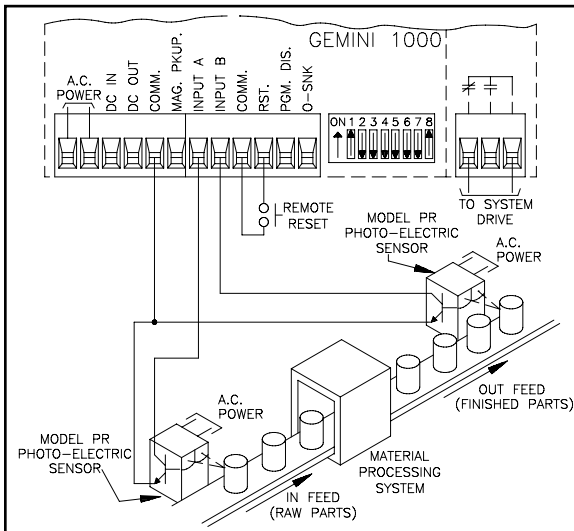 GEMINI 1000
A.C.
POWER
DC IN
DC OUT
COMM.
MAG. PKUP.
INPUT A
INPUT B
COMM.
RST.
PGM. DIS.
O-SNK
ON 1 2 3 4 5 6 7 8
REMOTE
RESET
TO SYSTEM
DRIVE
MODEL PR
PHOTO-ELECTRIC
SENSOR
A.C.
POWER
OUT FEED
(FINISHED PARTS)
A.C.
POWER
MODEL PR
PHOTO-ELECTRIC
SENSOR
MATERIAL
PROCESSING
SYSTEM
IN FEED
(RAW PARTS)